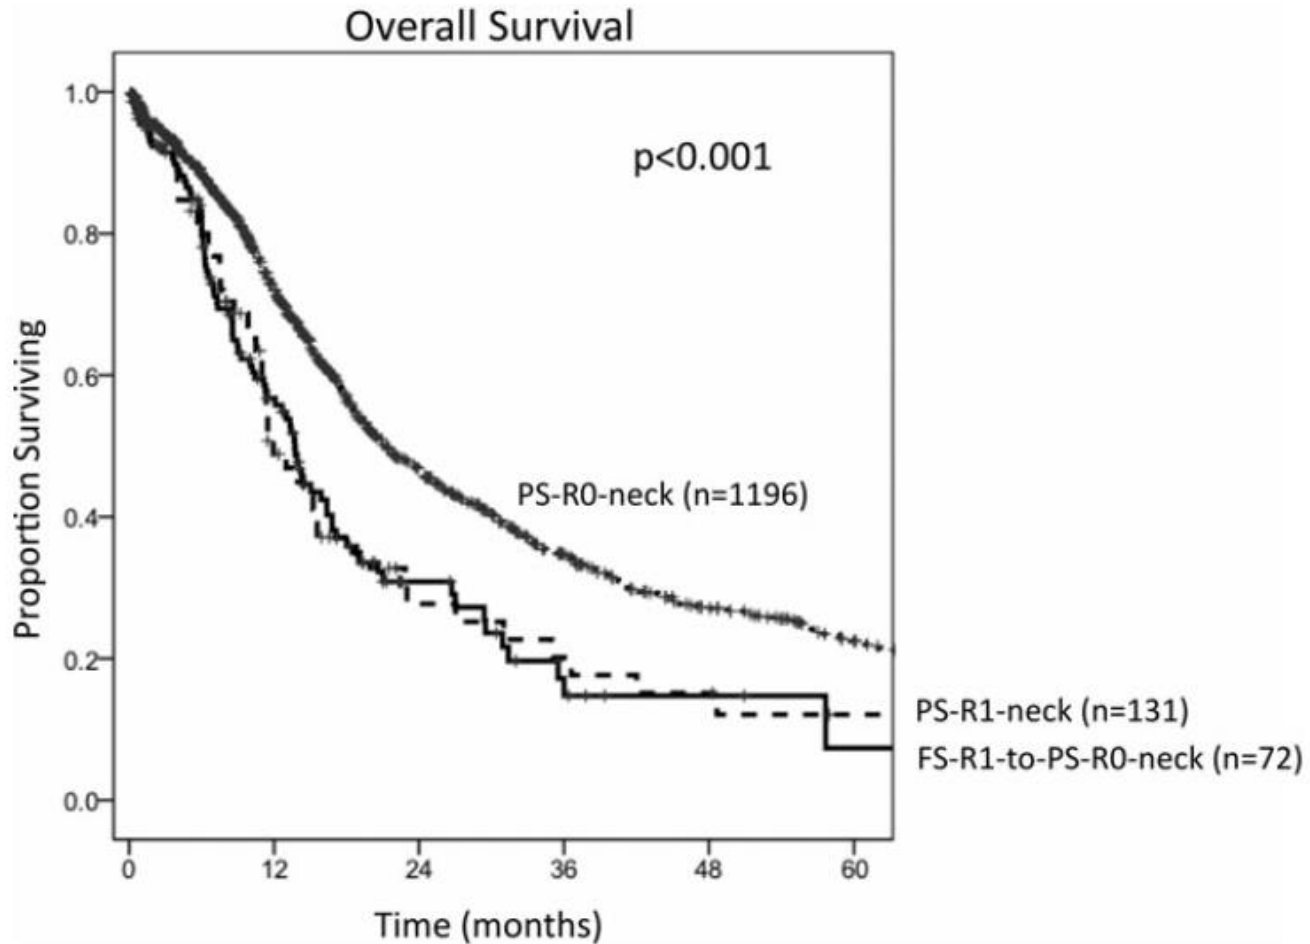 Overall Survival
1.0
p<0.001
0.8
0.6
Proportion Surviving
PS-R0-neck (n=1196)
0.4
0.2
PS-R1-neck (n=131)
FS-R1-to-PS-R0-neck (n=72)
0.0
0 12 24 36 48 60
Time (months)